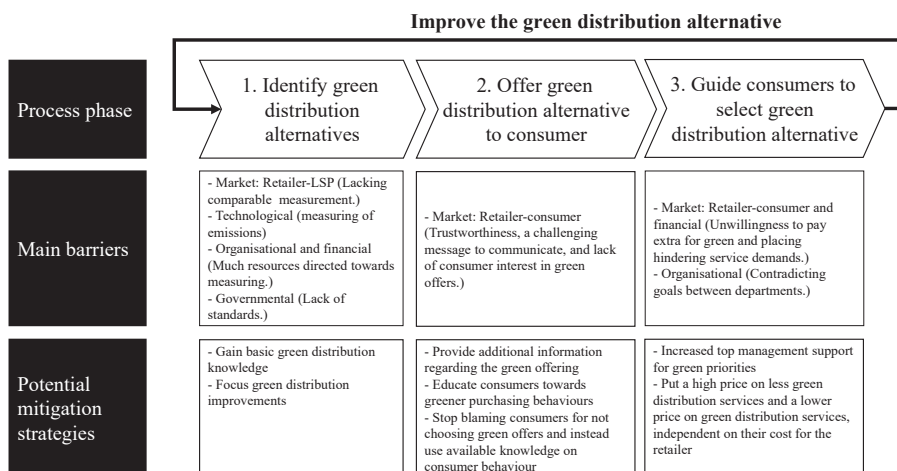 Improve the green distribution alternative
Process phase
1. Identify green
distribution
alternatives
2. Offer green
distribution alternative
to consumer
3. Guide consumers to
select green
distribution alternative
Main barriers
- Market: Retailer-LSP (Lacking
comparable measurement.)
- Technological (measuring of
emissions)
- Organisational and financial
(Much resources directed towards
measuring.)
- Governmental (Lack of
standards.)
- Market: Retailer-consumer
(Trustworthiness, a challenging
message to communicate, and lack
of consumer interest in green
offers.)
- Market: Retailer-consumer and
financial (Unwillingness to pay
extra for green and placing
hindering service demands.)
- Organisational (Contradicting
goals between departments.)
Potential
mitigation
strategies
- Gain basic green distribution
knowledge
- Focus green distribution
improvements
- Provide additional information
regarding the green offering
- Educate consumers towards
greener purchasing behaviours
- Stop blaming consumers for not
choosing green offers and instead
use available knowledge on
consumer behaviour
- Increased top management support
for green priorities
- Put a high price on less green
distribution services and a lower
price on green distribution services,
independent on their cost for the
retailer